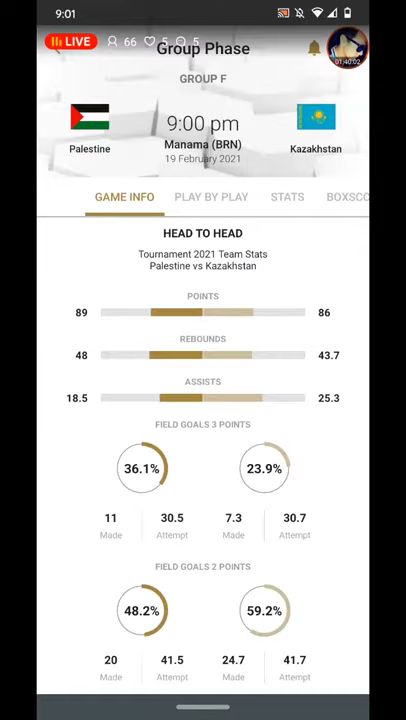 9:01
LIVE 66 5 5
Group Phase
01:40:02
GROUP F
9:00 pm
Palestine
Manama (BRN)
Kazakhstan
19 February 2021
GAME INFO PLAY BY PLAY STATS BOXSCO
HEAD TO HEAD
Tournament 2021 Team Stats
Palestine vs Kazakhstan
POINTS
89 86
REBOUNDS
48 43.7
ASSISTS
18.5 25.3
FIELD GOALS 3 POINTS
36.1% 23.9%
11 30.5 7.3 30.7
Made Attempt Made Attempt
FIELD GOALS 2 POINTS
48.2% 59.2%
20 41.5 24.7 41.7
Made Attempt Made Attempt